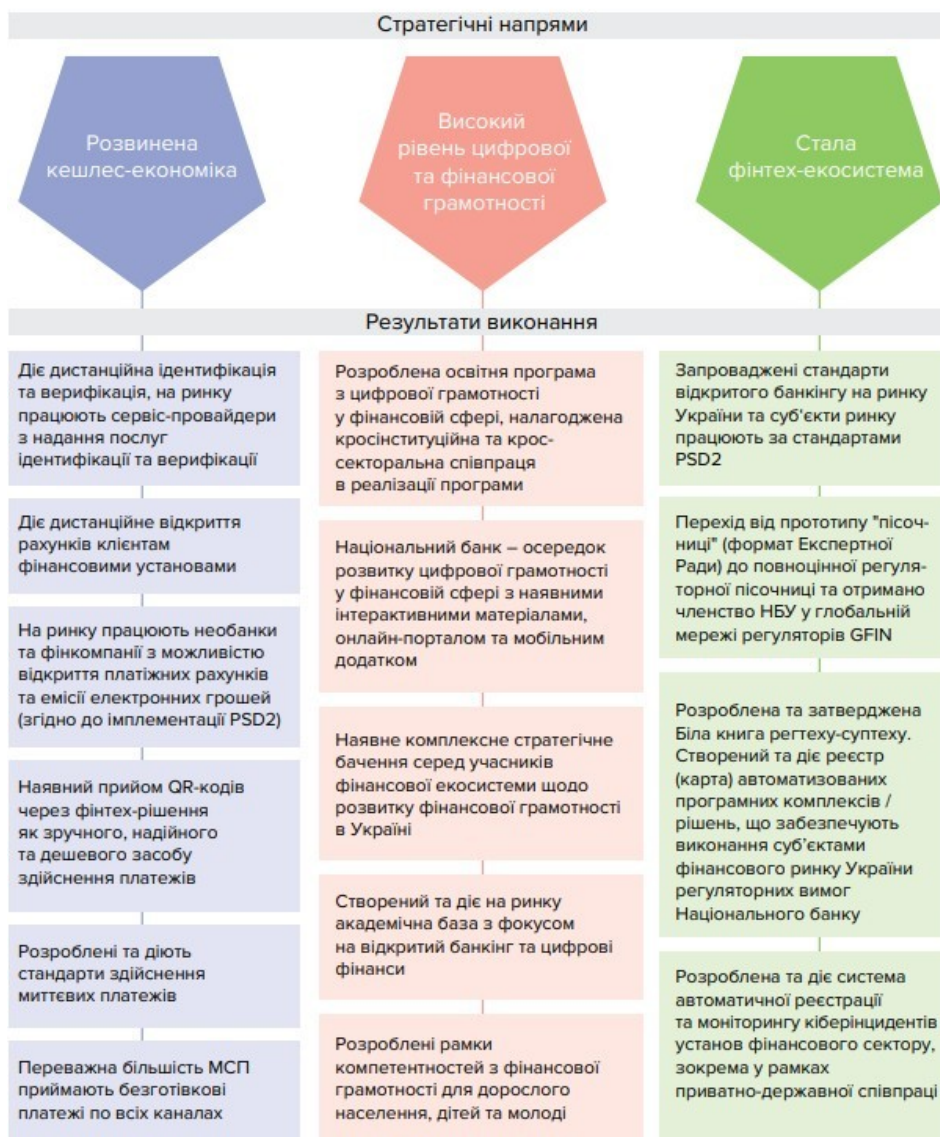 Стратегічні напрями
Розвинена
кешлес-економіка
Високий
рівень цифрової
та фінансової
грамотності
Стала
фінтех-екосистема
Результати виконання
Діє дистанційна ідентифікація
та верифікація, на ринку
працюють сервіс-провайдери
з надання послуг
ідентифікації та верифікації
Діє дистанційне відкриття
рахунків клієнтам
фінансовими установами
На ринку працюють необанки
та фінкомпанії з можливістю
відкриття платіжних рахунків
та емісії електронних грошей
(згідно до імплементації PSD2)
Наявний прийом QR-кодів
через фінтех-рішення
як зручного, надійного
та дешевого засобу
здійснення платежів
Розроблені та діють
стандарти здійснення
миттєвих платежів
Переважна більшість МСП
приймають безготівкові
платежі по всіх каналах
Розроблена освітня програма
з цифрової грамотності
у фінансовій сфері, налагоджена
кросінституційна та крос-
секторальна співпраця
в реалізації програми
Національний банк – осередок
розвитку цифрової грамотності
у фінансовій сфері з наявними
інтерактивними матеріалами,
онлайн-порталом та мобільним
додатком
Наявне комплексне стратегічне
бачення серед учасників
фінансової екосистеми щодо
розвитку фінансової грамотності
в Україні
Створений та діє на ринку
академічна база з фокусом
на відкритий банкінг та цифрові
фінанси
Розроблені рамки
компетентностей з фінансової
грамотності для дорослого
населення, дітей та молоді
Запроваджені стандарти
відкритого банкінгу на ринку
України та суб'єкти ринку
працюють за стандартами
PSD2
Перехід від прототипу "пісоч-
ниці" (формат Експертної
Ради) до повноцінної регуля-
торної пісочниці та отримано
членство НБУ у глобальній
мережі регуляторів GFIN
Розроблена та затверджена
Біла книга регтеху-суптеху.
Створений та діє реєстр
(карта) автоматизованих
програмних комплексів /
рішень, що забезпечують
виконання суб'єктами
фінансового ринку України
регуляторних вимог
Національного банку
Розроблена та діє система
автоматичної реєстрації
та моніторингу кіберінцидентів
установ фінансового сектору,
зокрема у рамках
приватно-державної співпраці